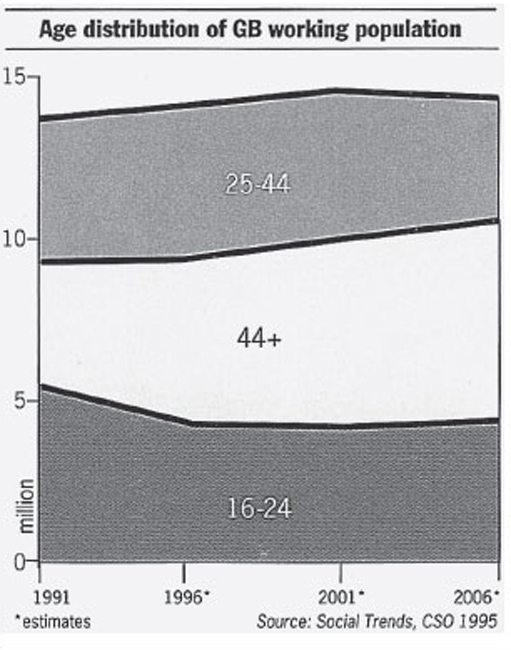 Age distribution of GB working population
15
25-44
10
44+
5
16-24
million
0
1991 1996* 2001* 2006*
*estimates Source: Social Trends, CSO 1995